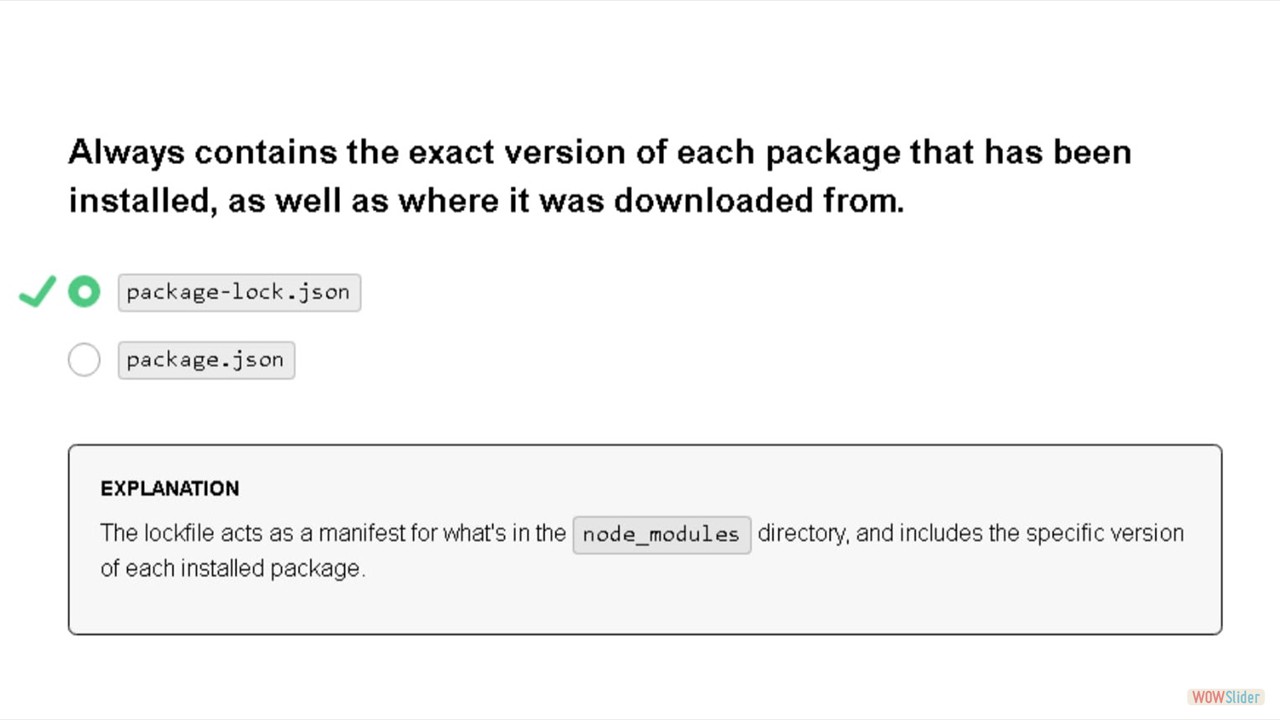 Always contains the exact version of each package that has been
installed, as well as where it was downloaded from.
package-lock.json
package.json
EXPLANATION
The lockfile acts as a manifest for what's in the node_modules directory, and includes the specific version
of each installed package.
WOWSlider